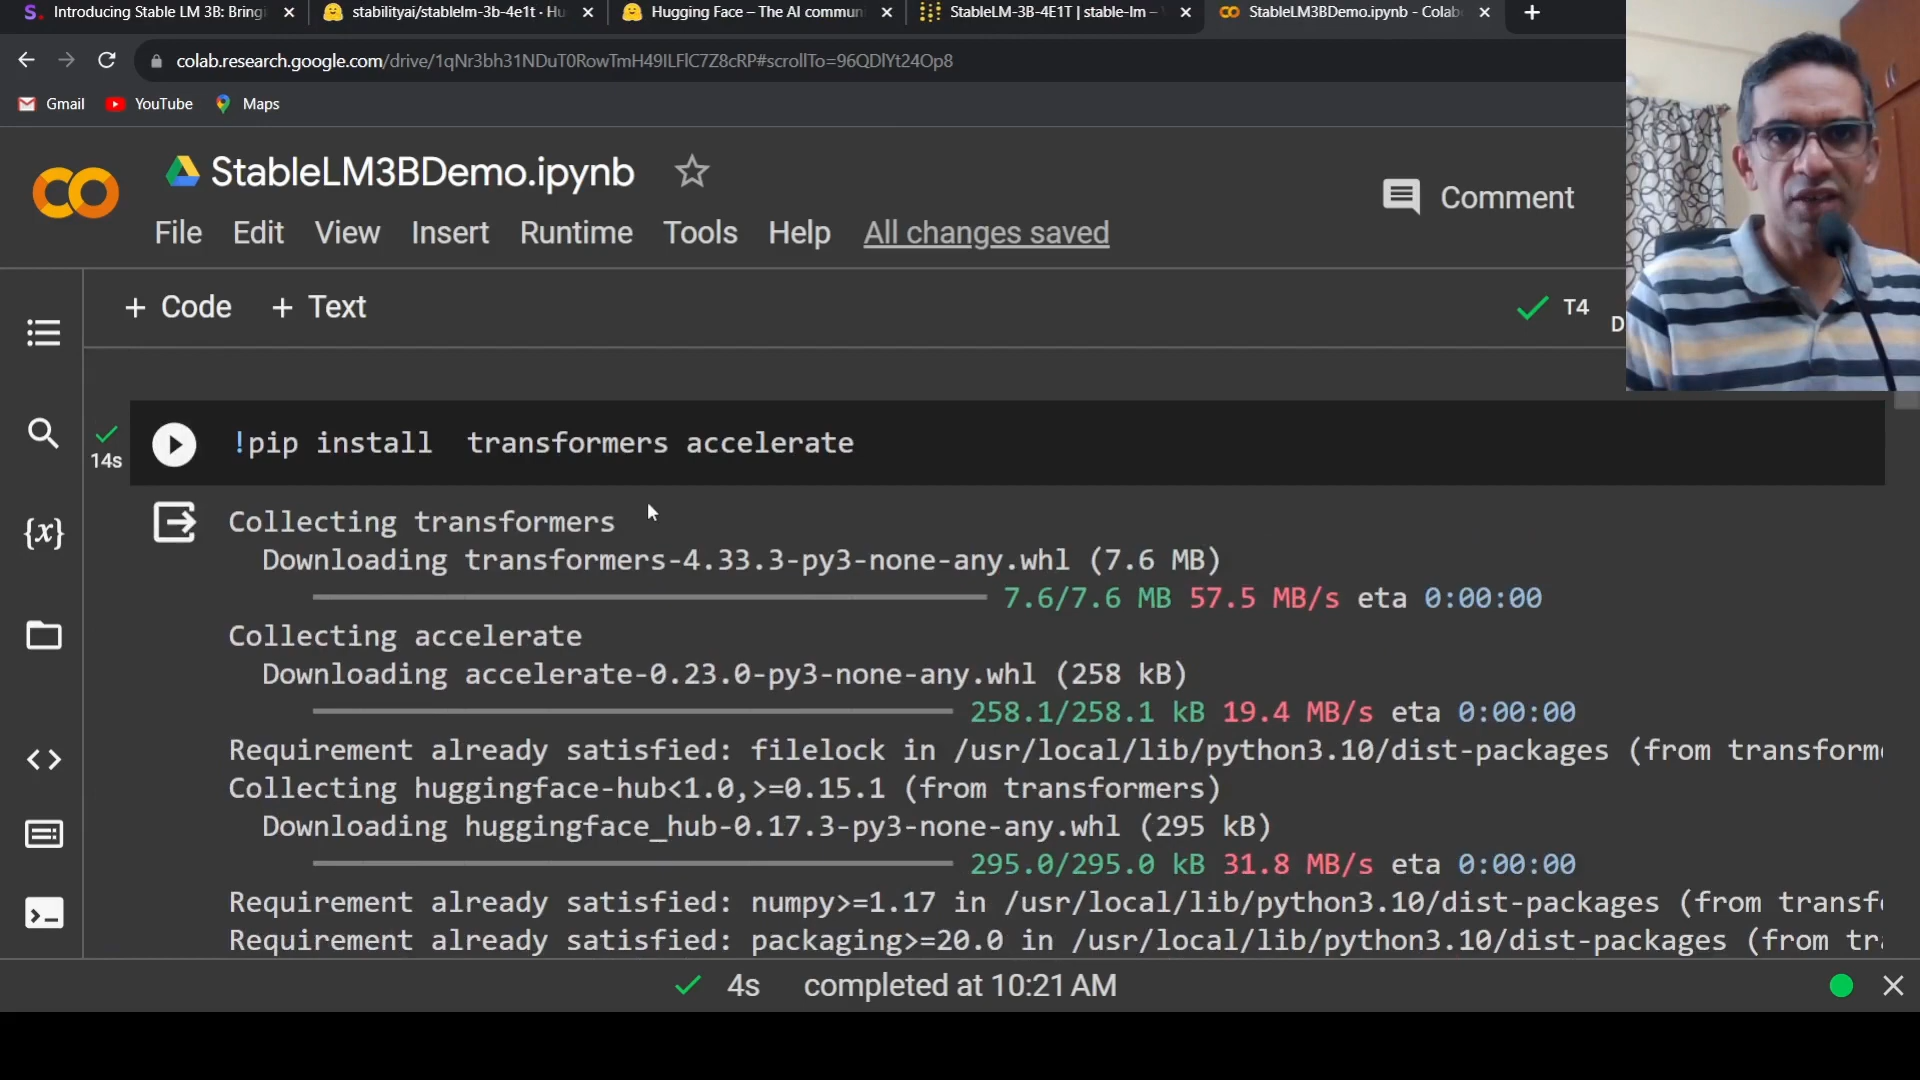 Introducing Stable LM 3B: Bringi
stabilityai/stablelm-3b-4e1t · Hu
Hugging Face – The AI commun
StableLM-3B-4E1T | stable-lm –
StableLM3BDemo.ipynb - Colab
colab.research.google.com/drive/1qNr3bh31NDuT0RowTmH49ILFlC7Z8cRP#scrollTo=96QDlYt24Op8
Gmail YouTube Maps
StableLM3BDemo.ipynb
Comment
File Edit View Insert Runtime Tools Help All changes saved
+ Code + Text
T4
D
14s
!pip install  transformers accelerate
Collecting transformers
Downloading transformers-4.33.3-py3-none-any.whl (7.6 MB)
7.6/7.6 MB 57.5 MB/s eta 0:00:00
Collecting accelerate
Downloading accelerate-0.23.0-py3-none-any.whl (258 kB)
258.1/258.1 kB 19.4 MB/s eta 0:00:00
Requirement already satisfied: filelock in /usr/local/lib/python3.10/dist-packages (from transform
Collecting huggingface-hub<1.0,>=0.15.1 (from transformers)
Downloading huggingface_hub-0.17.3-py3-none-any.whl (295 kB)
295.0/295.0 kB 31.8 MB/s eta 0:00:00
Requirement already satisfied: numpy>=1.17 in /usr/local/lib/python3.10/dist-packages (from transf
Requirement already satisfied: packaging>=20.0 in /usr/local/lib/python3.10/dist-packages (from tr
4s completed at 10:21 AM